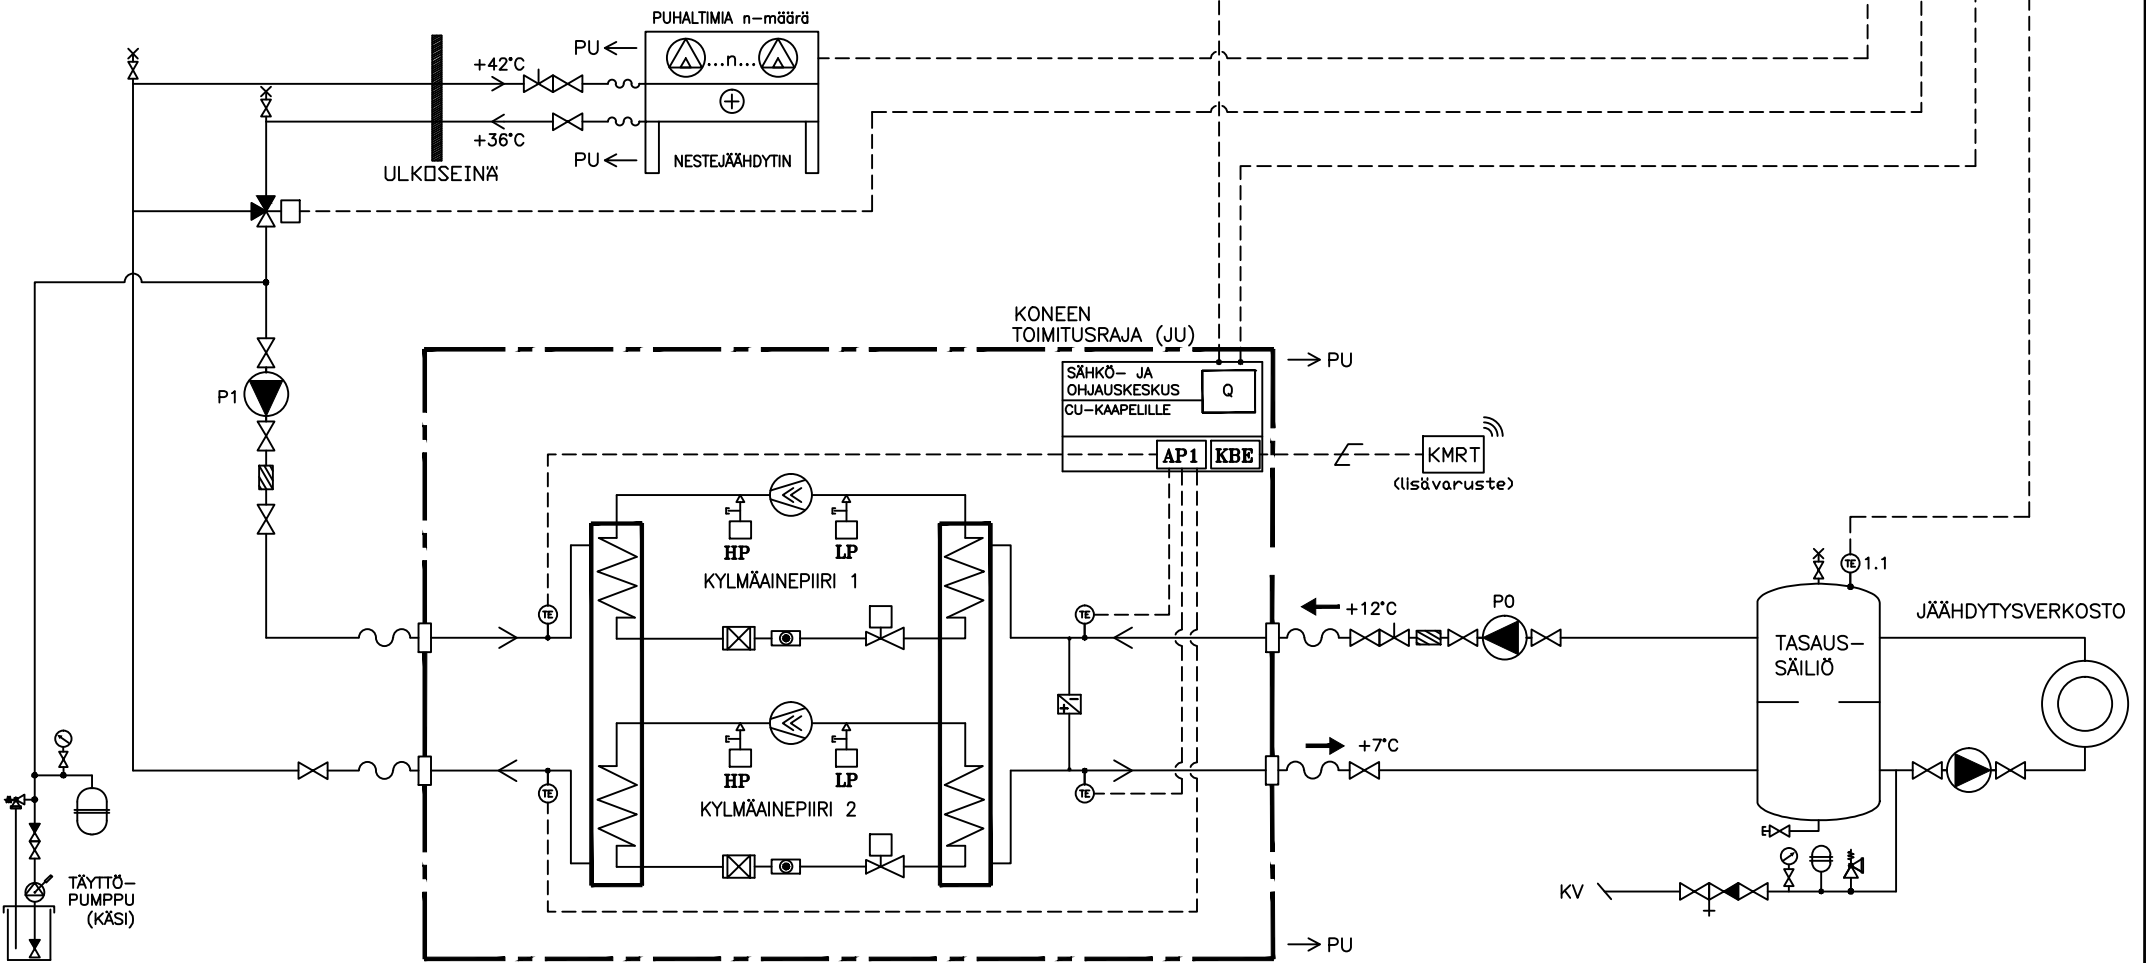 PUHALTIMIA n-määrä
PU
...n...
+42°C
+36°C
PU
NESTEJÄÄHDYTIN
ULKOSEINÄ
KONEEN
TOIMITUSRAJA (JU)
PU
SÄHKÖ- JA
OHJAUSKESKUS
Q
CU-KAAPELILLE
P1
AP1
KBE
KMRT
(lisävaruste)
HP
LP
KYLMÄAINEPIIRI 1
TE
TE
TE 1.1
+12°C
P0
JÄÄHDYTYSVERKOSTO
TASAUS-
SÄILIÖ
+7°C
HP
LP
KYLMÄAINEPIIRI 2
TE
TE
TÄYTTÖ-
PUMPPU
(KÄSI)
KV
PU